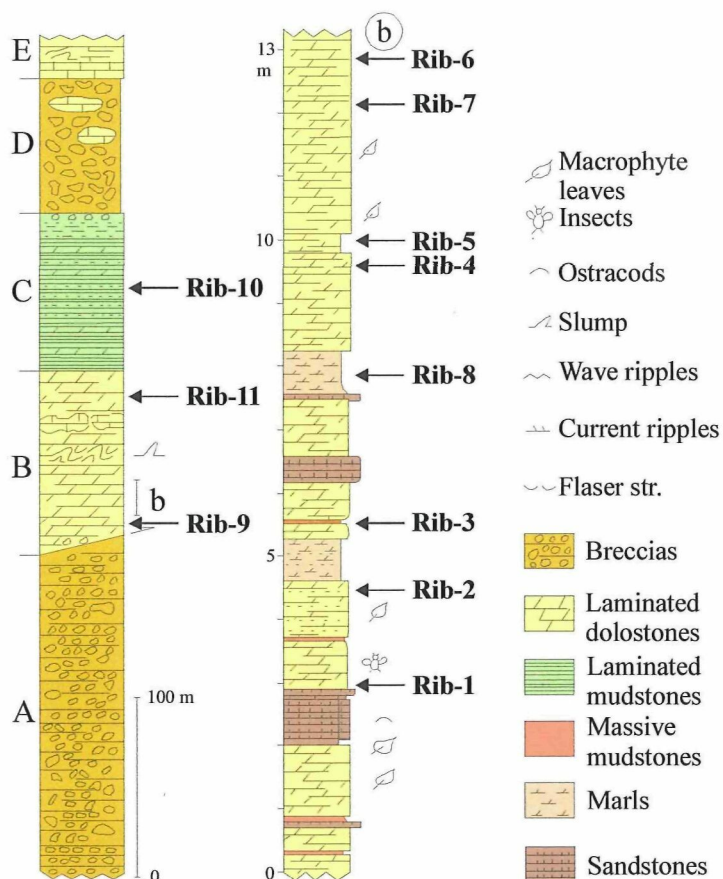 E
D
C
B
A
Rib-10
Rib-11
b
Rib-9
100 m
0
b
13
m
10
5
0
Rib-6
Rib-7
Rib-5
Rib-4
Rib-8
Rib-3
Rib-2
Rib-1
Macrophyte
leaves
Insects
Ostracods
Slump
Wave ripples
Current ripples
Flaser str.
Breccias
Laminated
dolostones
Laminated
mudstones
Massive
mudstones
Marls
Sandstones